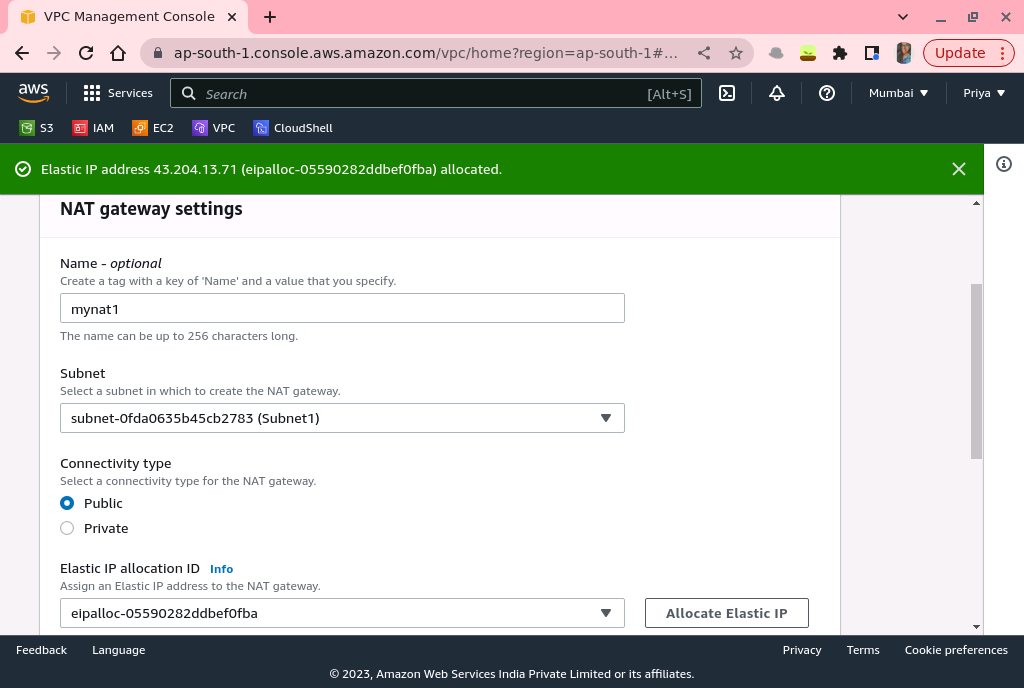 VPC Management Console
ap-south-1.console.aws.amazon.com/vpc/home?region=ap-south-1#...
Update
aws
Services
Search
[Alt+S]
Mumbai
Priya
S3
IAM
EC2
VPC
CloudShell
Elastic IP address 43.204.13.71 (eipalloc-05590282ddbef0fba) allocated.
NAT gateway settings
Name - optional
Create a tag with a key of 'Name' and a value that you specify.
mynat1
The name can be up to 256 characters long.
Subnet
Select a subnet in which to create the NAT gateway.
subnet-0fda0635b45cb2783 (Subnet1)
Connectivity type
Select a connectivity type for the NAT gateway.
Public
Private
Elastic IP allocation ID Info
Assign an Elastic IP address to the NAT gateway.
eipalloc-05590282ddbef0fba
Allocate Elastic IP
Feedback
Language
Privacy
Terms
Cookie preferences
© 2023, Amazon Web Services India Private Limited or its affiliates.